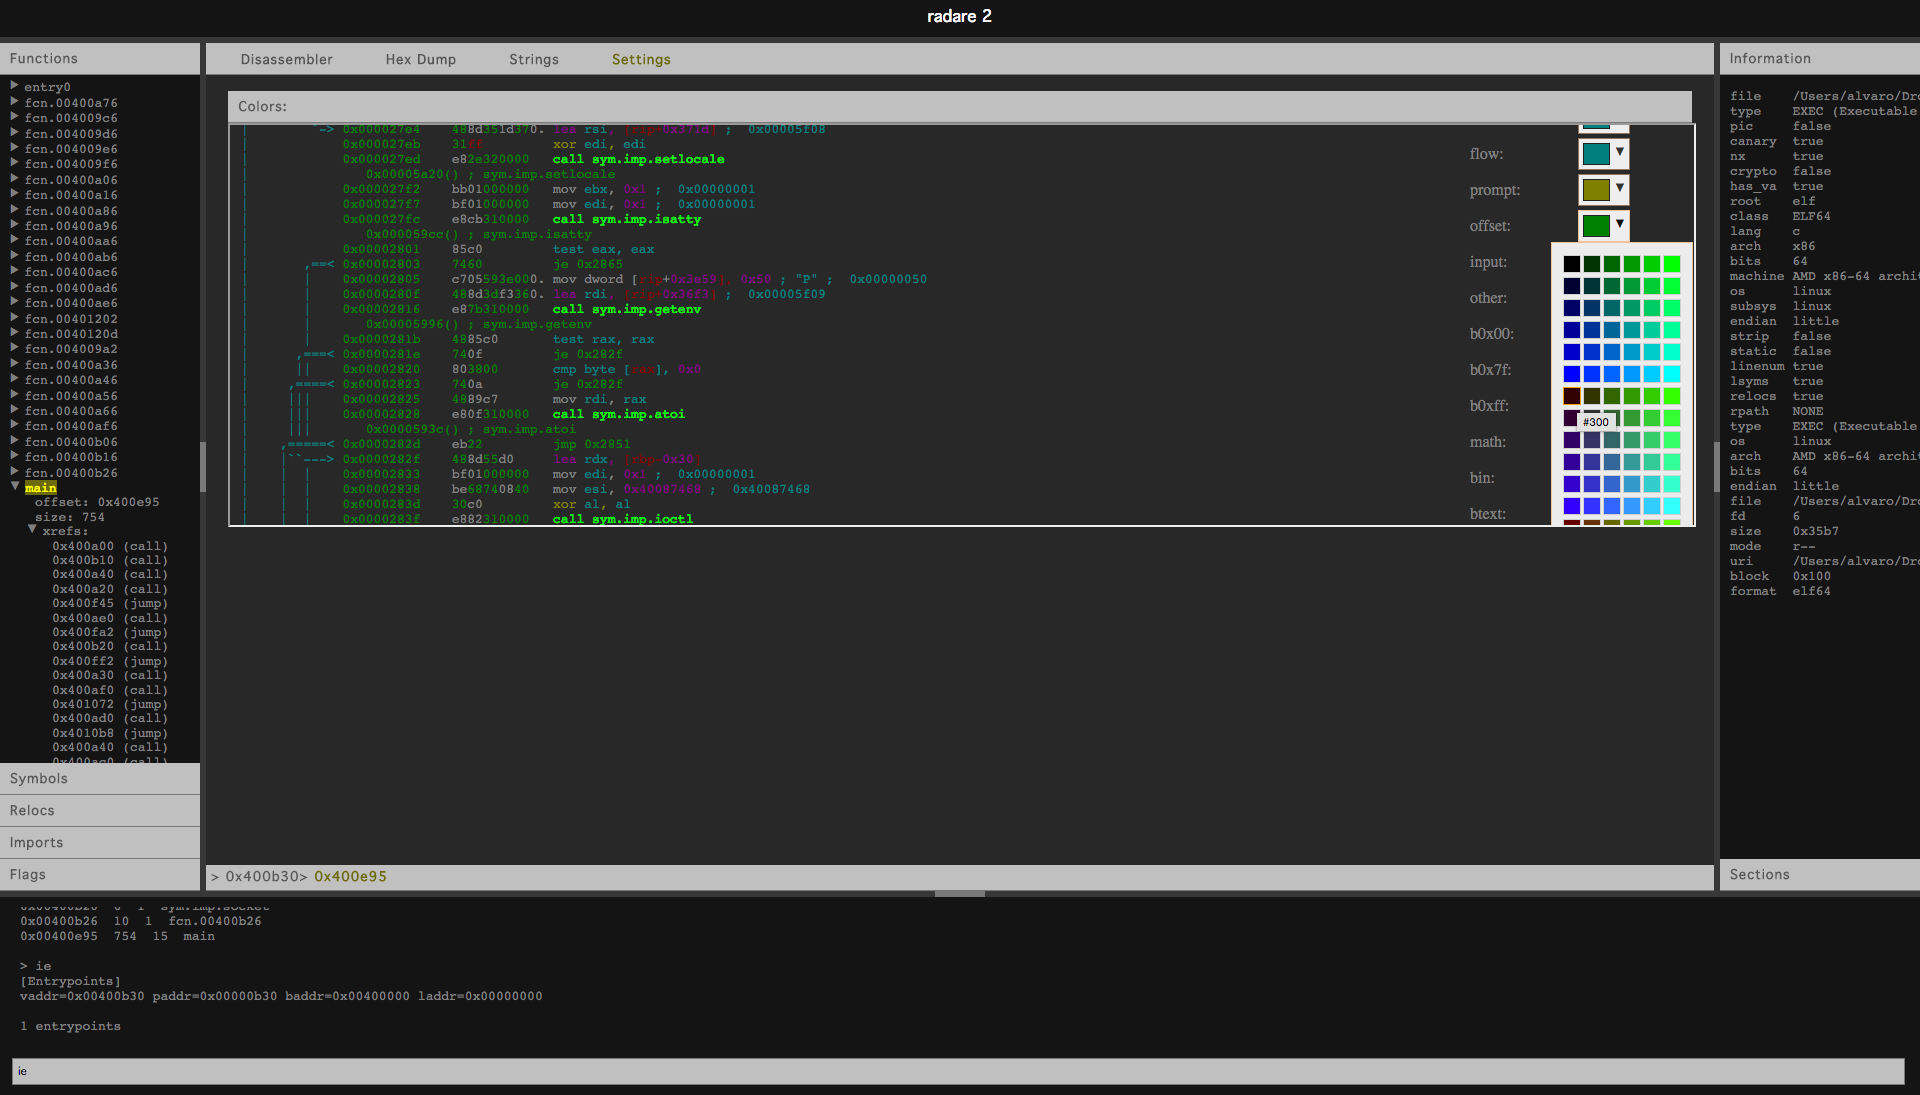 radare 2
Functions
entry0
fcn.00400a76
fcn.004009c6
fcn.004009d6
fcn.004009e6
fcn.004009f6
fcn.00400a06
fcn.00400a16
fcn.00400a86
fcn.00400a96
fcn.00400aa6
fcn.00400ab6
fcn.00400ac6
fcn.00400ad6
fcn.00400ae6
fcn.00401202
fcn.0040120d
fcn.004009a2
fcn.00400a36
fcn.00400a46
fcn.00400a56
fcn.00400a66
fcn.00400af6
fcn.00400b06
fcn.00400b16
fcn.00400b26
main
offset: 0x400e95
size: 754
xrefs:
0x400a00 (call)
0x400b10 (call)
0x400a40 (call)
0x400a20 (call)
0x400f45 (jump)
0x400ae0 (call)
0x400fa2 (jump)
0x400b20 (call)
0x400ff2 (jump)
0x400a30 (call)
0x400af0 (call)
0x401072 (jump)
0x400ad0 (call)
0x4010b8 (jump)
0x400a40 (call)
0x400ac0 (call)
Symbols
Relocs
Imports
Flags
Disassembler Hex Dump Strings Settings
Colors:
`-> 0x000027e4 488d351d370. lea rsi, [rip+0x371d] ; 0x00005f08
0x000027eb 31ff xor edi, edi
0x000027ed e82e320000 call sym.imp.setlocale
0x00005a20() ; sym.imp.setlocale
0x000027f2 bb01000000 mov ebx, 0x1 ; 0x00000001
0x000027f7 bf01000000 mov edi, 0x1 ; 0x00000001
0x000027fc e8cb310000 call sym.imp.isatty
0x000059cc() ; sym.imp.isatty
0x00002801 85c0 test eax, eax
,==< 0x00002803 7460 je 0x2865
| 0x00002805 c705593e000. mov dword [rip+0x3e59], 0x50 ; "P" ; 0x00000050
| 0x0000280f 488d3df3360. lea rdi, [rip+0x36f3] ; 0x00005f09
| 0x00002816 e87b310000 call sym.imp.getenv
| 0x00005996() ; sym.imp.getenv
| 0x0000281b 4885c0 test rax, rax
,===< 0x0000281e 740f je 0x282f
|| 0x00002820 803800 cmp byte [rax], 0x0
,====< 0x00002823 740a je 0x282f
||| 0x00002825 4889c7 mov rdi, rax
||| 0x00002828 e80f310000 call sym.imp.atoi
||| 0x0000593c() ; sym.imp.atoi
,=====< 0x0000282d eb22 jmp 0x2851
|``---> 0x0000282f 488d55d0 lea rdx, [rbp-0x30]
| | 0x00002833 bf01000000 mov edi, 0x1 ; 0x00000001
| | 0x00002838 be68740840 mov esi, 0x40087468 ; 0x40087468
| | 0x0000283d 30c0 xor al, al
| | 0x0000283f e882310000 call sym.imp.ioctl
flow:
prompt:
offset:
input:
other:
b0x00:
b0x7f:
b0xff:
math:
bin:
btext:
#300
> 0x400b30> 0x400e95
Information
file /Users/alvaro/Dro
type EXEC (Executable
pic false
canary true
nx true
crypto false
has_va true
root elf
class ELF64
lang c
arch x86
bits 64
machine AMD x86-64 archit
os linux
subsys linux
endian little
strip false
static false
linenum true
lsyms true
relocs true
rpath NONE
type EXEC (Executable
os linux
arch AMD x86-64 archit
bits 64
endian little
file /Users/alvaro/Dro
fd 6
size 0x35b7
mode r--
uri /Users/alvaro/Dro
block 0x100
format elf64
Sections
0x00400b20 6 1 sym.imp.socket
0x00400b26 10 1 fcn.00400b26
0x00400e95 754 15 main
> ie
[Entrypoints]
vaddr=0x00400b30 paddr=0x00000b30 baddr=0x00400000 laddr=0x00000000
1 entrypoints
ie